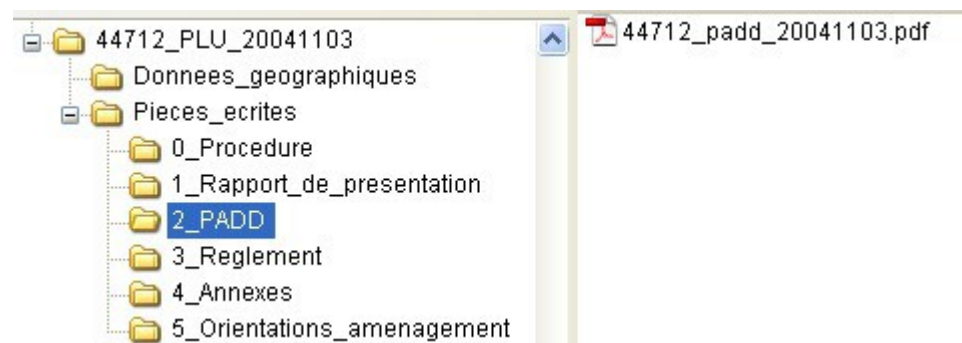 44712_PLU_20041103
Donnees_geographiques
Pieces_ecrites
0_Procedure
1_Rapport_de_presentation
2_PADD
3_Reglement
4_Annexes
5_Orientations_amenagement
44712_padd_20041103.pdf